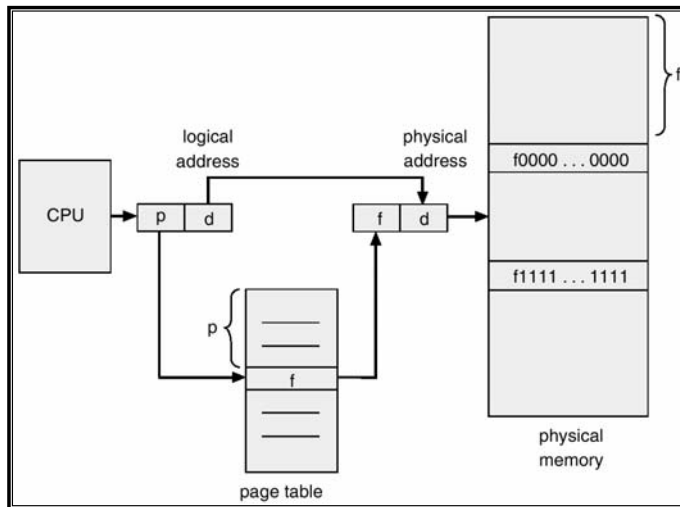 logical
address
physical
address
CPU
p d
f d
f
f0000 . . . 0000
f1111 . . . 1111
p
f
page table
physical
memory